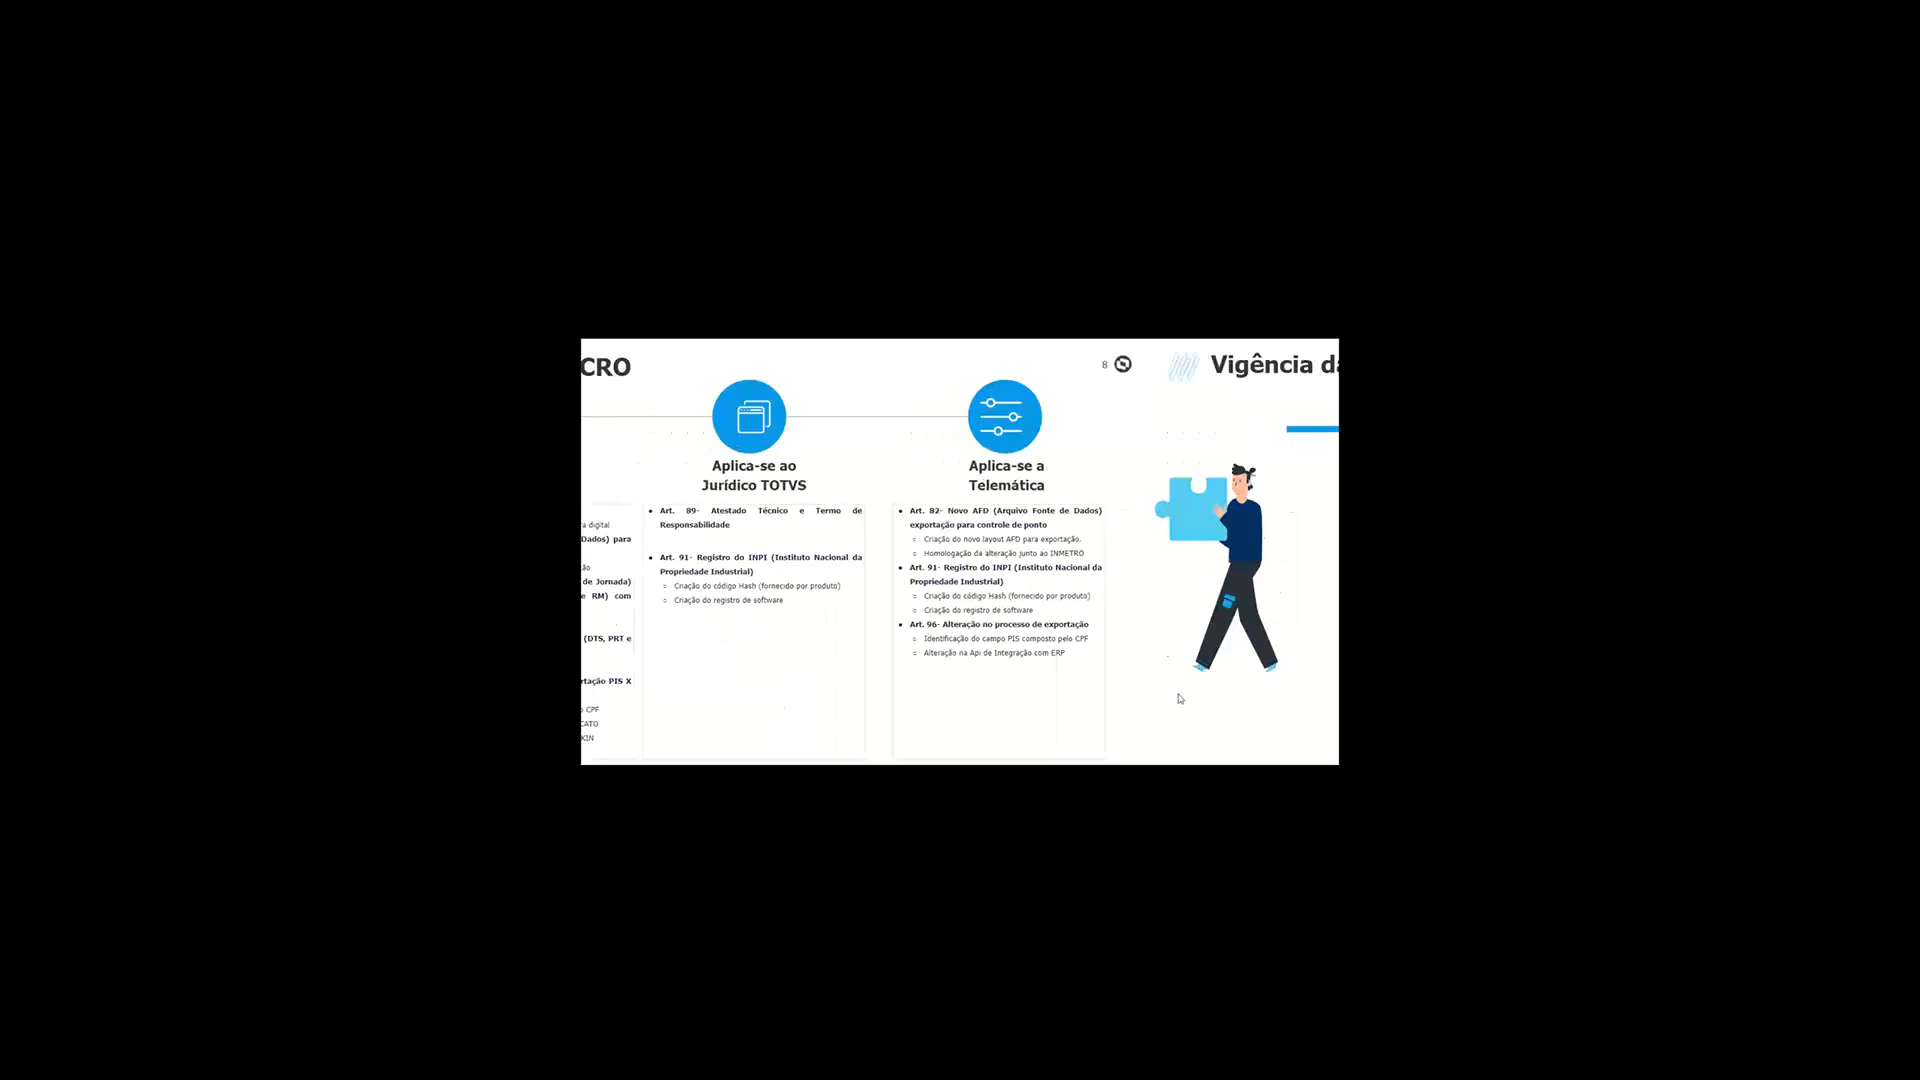 CRO
8
Vigência da
Aplica-se ao
Jurídico TOTVS
Aplica-se a
Telemática
a digital
Dados) para
ão
de Jornada)
e RM) com
(DTS, PRT e
rtação PIS X
CPF
CATO
KIN
• Art. 89- Atestado Técnico e Termo de
Responsabilidade
• Art. 91- Registro do INPI (Instituto Nacional da
Propriedade Industrial)
○ Criação do código Hash (fornecido por produto)
○ Criação do registro de software
• Art. 82- Novo AFD (Arquivo Fonte de Dados)
exportação para controle de ponto
○ Criação do novo layout AFD para exportação.
○ Homologação da alteração junto ao INMETRO
• Art. 91- Registro do INPI (Instituto Nacional da
Propriedade Industrial)
○ Criação do código Hash (fornecido por produto)
○ Criação do registro de software
• Art. 96- Alteração no processo de exportação
○ Identificação do campo PIS composto pelo CPF
○ Alteração na Api de Integração com ERP